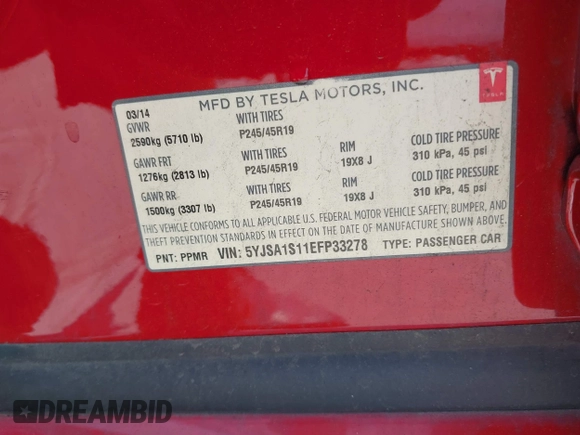 MFD BY TESLA MOTORS, INC.
TESLA
03/14
GVWR WITH TIRES
2590kg (5710 lb) P245/45R19
GAWR FRT WITH TIRES RIM COLD TIRE PRESSURE
1276kg (2813 lb) P245/45R19 19X8 J 310 kPa, 45 psi
GAWR RR WITH TIRES RIM COLD TIRE PRESSURE
1500kg (3307 lb) P245/45R19 19X8 J 310 kPa, 45 psi
THIS VEHICLE CONFORMS TO ALL APPLICABLE U.S. FEDERAL MOTOR VEHICLE SAFETY, BUMPER, AND
THEFT PREVENTION STANDARDS IN EFFECT ON THE DATE OF MANUFACTURE SHOWN ABOVE.
PNT: PPMR VIN: 5YJSA1S11EFP33278 TYPE: PASSENGER CAR
DREAMBID